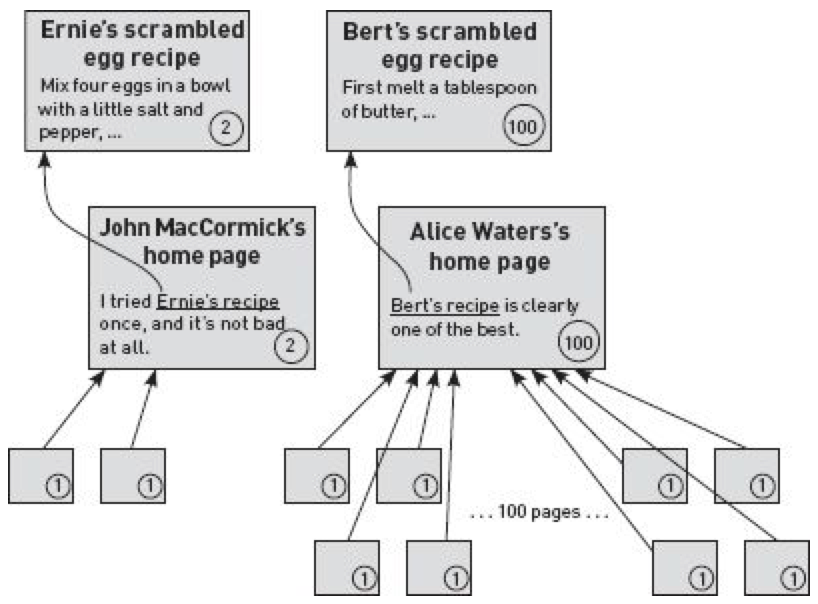 Ernie's scrambled
egg recipe
Mix four eggs in a bowl
with a little salt and
pepper, ...
2
Bert's scrambled
egg recipe
First melt a tablespoon
of butter, ...
100
John MacCormick's
home page
I tried Ernie's recipe
once, and it's not bad
at all.
2
Alice Waters's
home page
Bert's recipe is clearly
one of the best.
100
1
1
1
1
1
1
... 100 pages ...
1
1
1
1